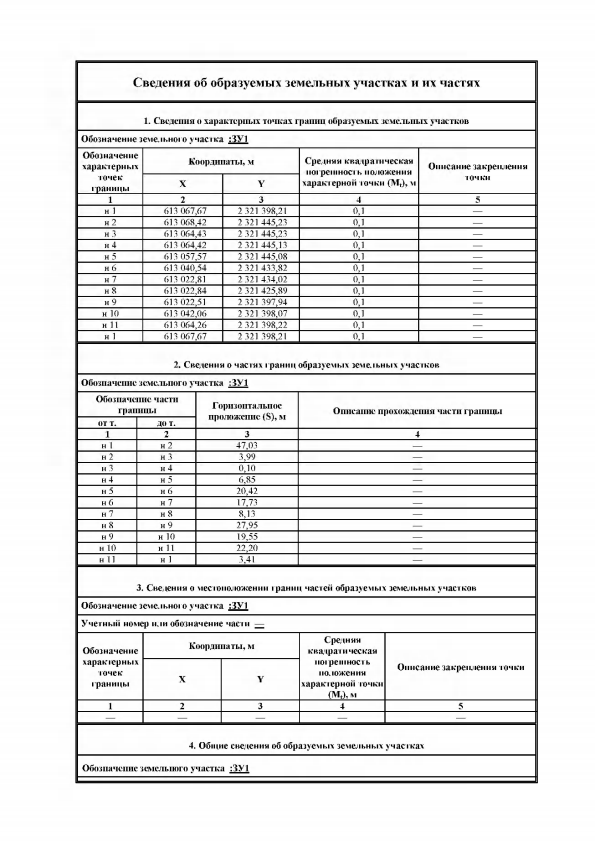 Сведения об образуемых земельных участках и их частях
1. Сведения о характерных точках границ образуемых земельных участков
Обозначение земельного участка :ЗУ1
Обозначение характерных точек границы Координаты, м Средняя квадратическая погрешность положения характерной точки (Mt), м Описание закрепления точки
X Y
1 2 3 4 5
н 1 613 067,67 2 321 398,21 0,1 —
н 2 613 068,42 2 321 445,23 0,1 —
н 3 613 064,43 2 321 445,23 0,1 —
н 4 613 064,42 2 321 445,13 0,1 —
н 5 613 057,57 2 321 445,08 0,1 —
н 6 613 040,54 2 321 433,82 0,1 —
н 7 613 022,81 2 321 434,02 0,1 —
н 8 613 022,84 2 321 425,89 0,1 —
н 9 613 022,51 2 321 397,94 0,1 —
н 10 613 042,06 2 321 398,07 0,1 —
н 11 613 064,26 2 321 398,22 0,1 —
н 1 613 067,67 2 321 398,21 0,1 —
2. Сведения о частях границ образуемых земельных участков
Обозначение земельного участка :ЗУ1
Обозначение части границы Горизонтальное проложение (S), м Описание прохождения части границы
от т. до т.
1 2 3 4
н 1 н 2 47,03 —
н 2 н 3 3,99 —
н 3 н 4 0,10 —
н 4 н 5 6,85 —
н 5 н 6 20,42 —
н 6 н 7 17,73 —
н 7 н 8 8,13 —
н 8 н 9 27,95 —
н 9 н 10 19,55 —
н 10 н 11 22,20 —
н 11 н 1 3,41 —
3. Сведения о местоположении границ частей образуемых земельных участков
Обозначение земельного участка :ЗУ1
Учетный номер или обозначение части —
Обозначение характерных точек границы Координаты, м Средняя квадратическая погрешность положения характерной точки (Mt), м Описание закрепления точки
X Y
1 2 3 4 5
— — — — —
4. Общие сведения об образуемых земельных участках
Обозначение земельного участка :ЗУ1